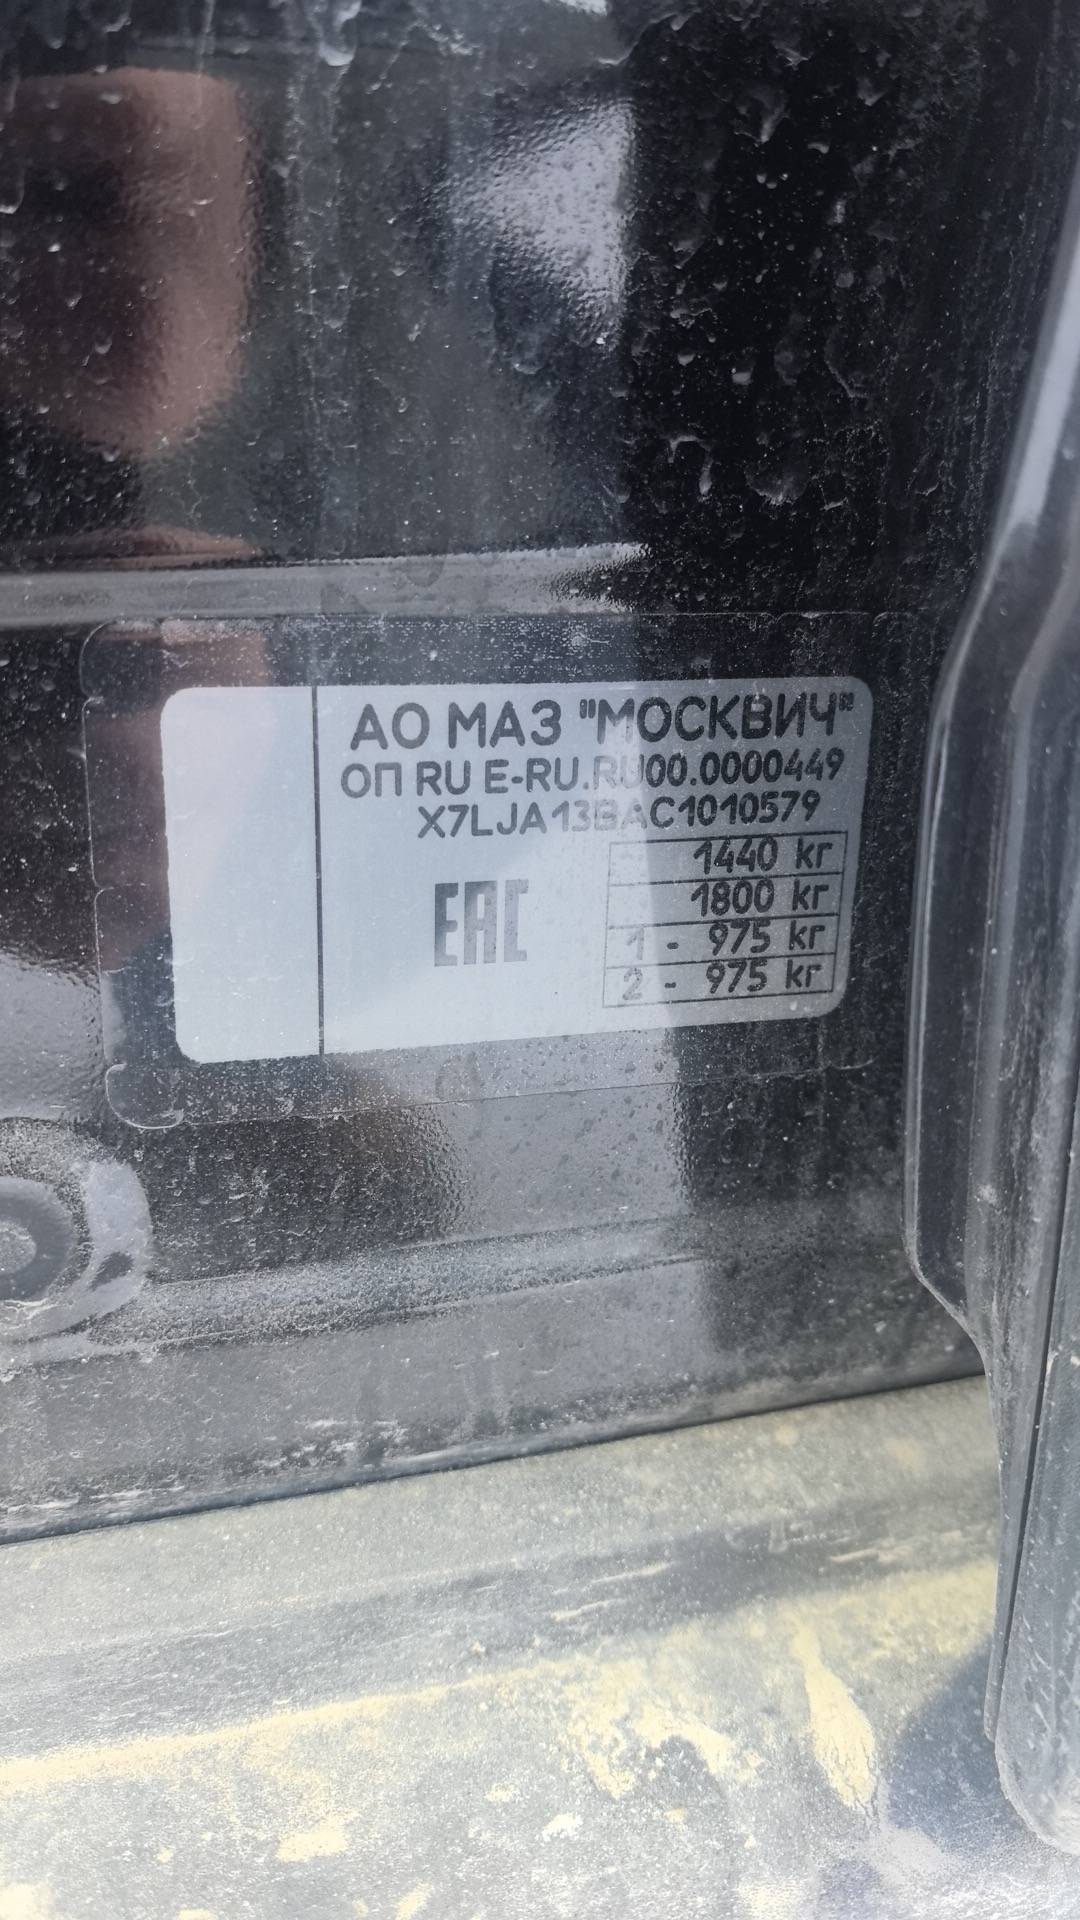 АО МАЗ "МОСКВИЧ"
ОП RU E-RU.RU00.0000449
X7LJA13BAC1010579
1440 кг
1800 кг
1 - 975 кг
2 - 975 кг
EAC